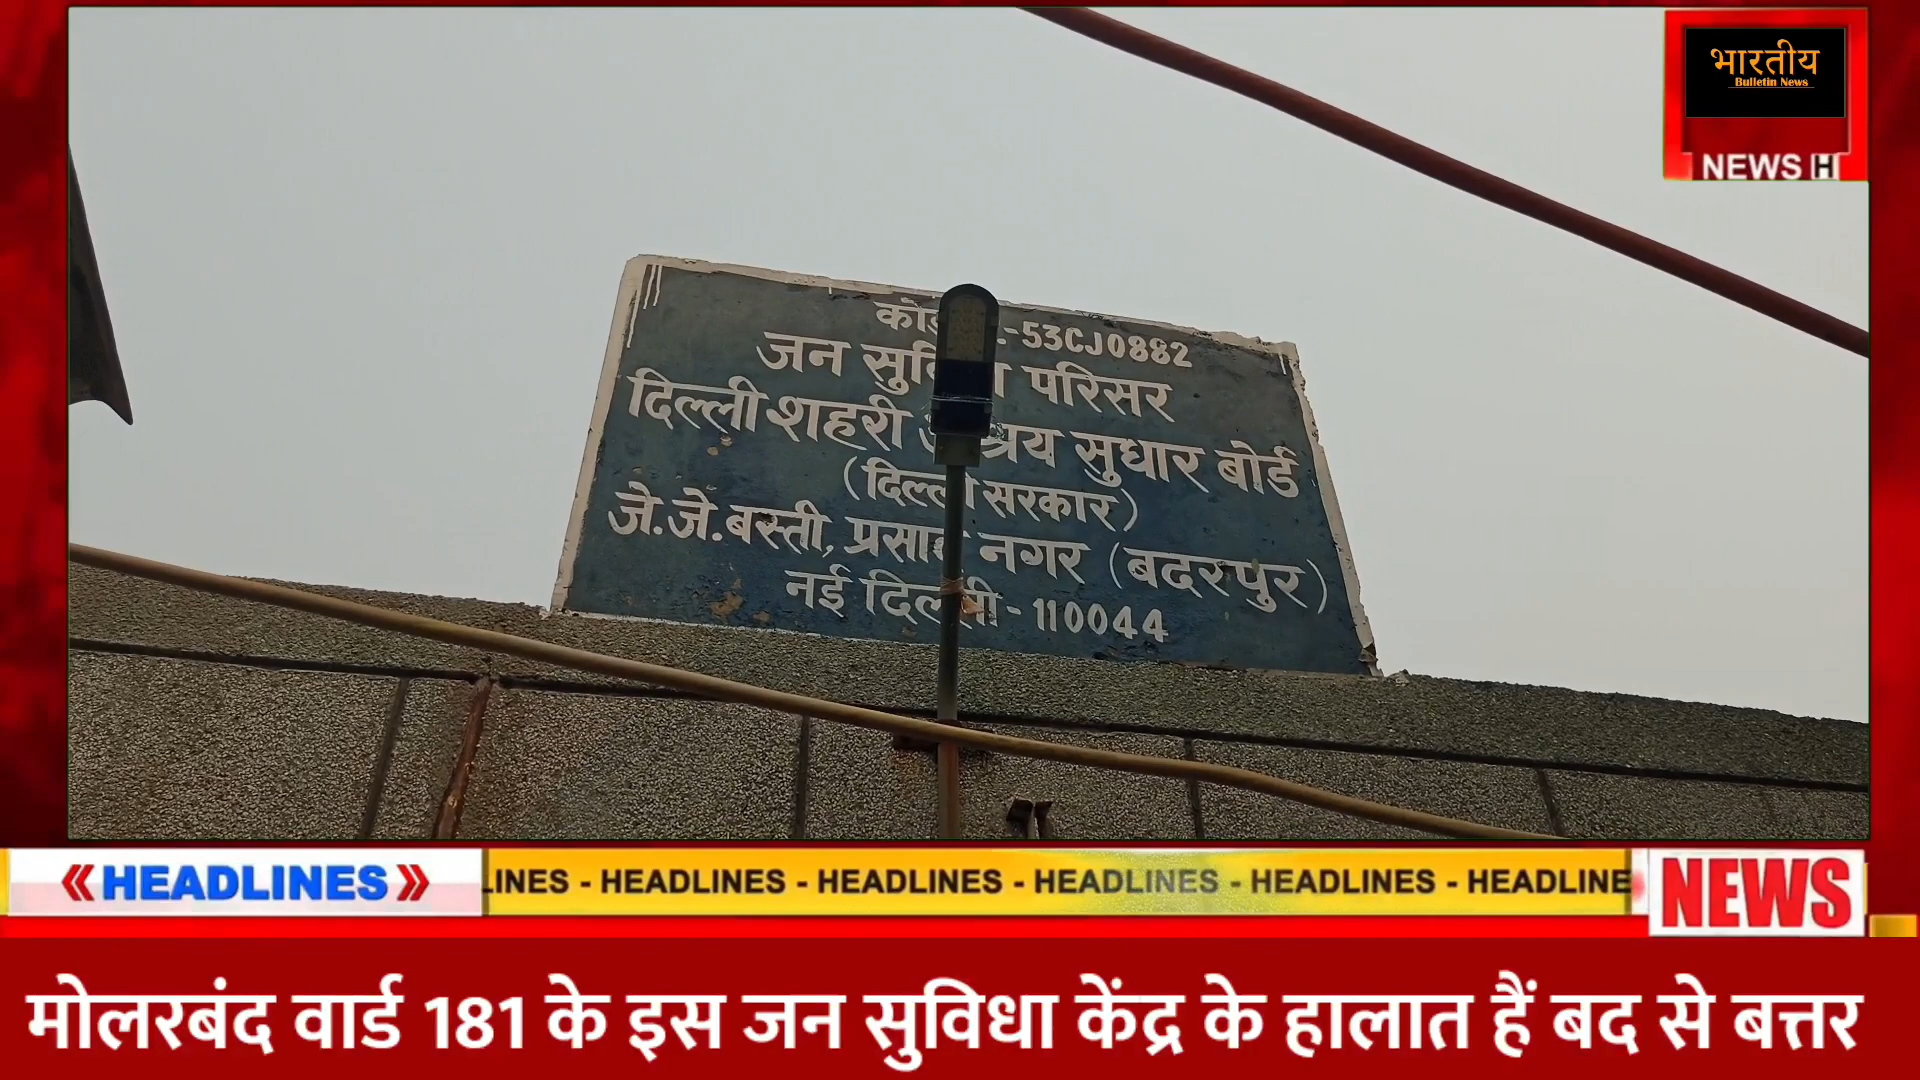 भारतीय
Bulletin News
NEWS H
-53CJ0882
जन परिसर
दिल्ली शहरी सुधार बोर्ड
(दिल्ली सरकार)
जे.जे.बस्ती, प्रसाद नगर (बदरपुर)
नई दिल्ली - 110044
《HEADLINES》
LINES - HEADLINES - HEADLINES - HEADLINES - HEADLINES - HEADLINE
NEWS
मोलरबंद वार्ड 181 के इस जन सुविधा केंद्र के हालात हैं बद से बत्तर